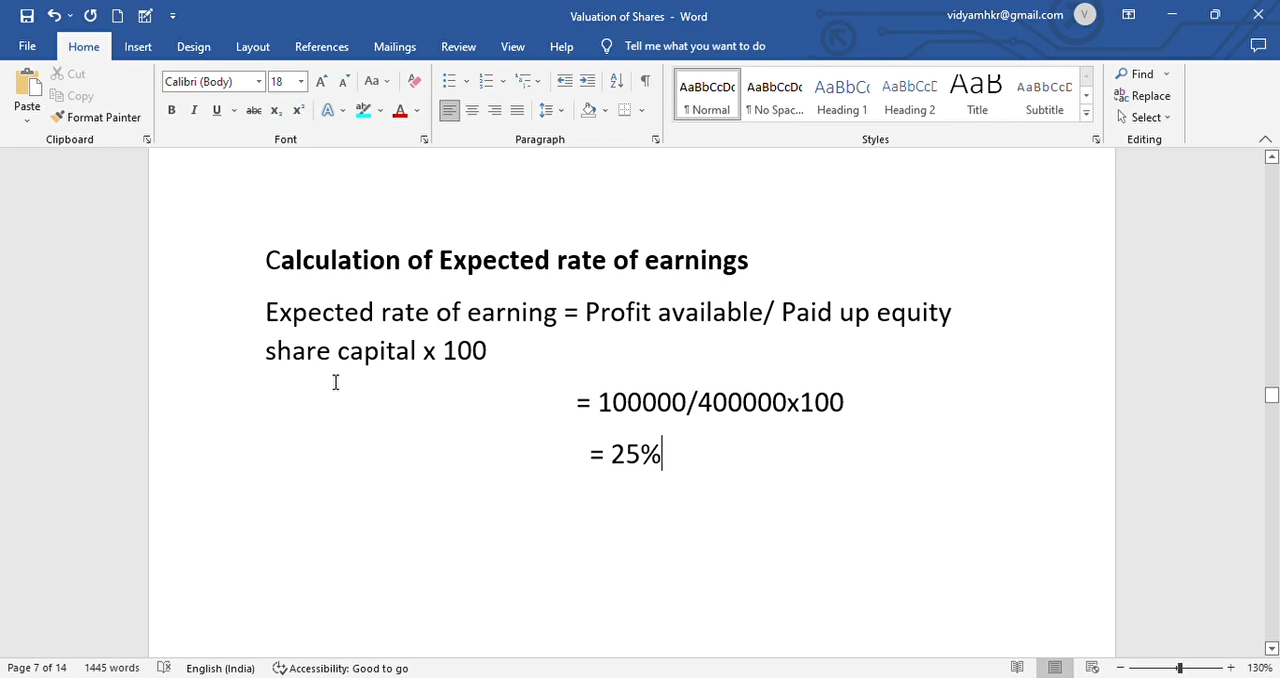 Valuation of Shares - Word
vidyamhkr@gmail.com
V
File Home Insert Design Layout References Mailings Review View Help Tell me what you want to do
Paste
Cut
Copy
Format Painter
Clipboard
Calibri (Body) 18
Font
Paragraph
AaBbCcDc AaBbCcDc AaBbCc AaBbCcD AaB AaBbCcD
¶ Normal ¶ No Spac... Heading 1 Heading 2 Title Subtitle
Styles
Find
Replace
Select
Editing
Calculation of Expected rate of earnings
Expected rate of earning = Profit available/ Paid up equity
share capital x 100
= 100000/400000x100
= 25%
Page 7 of 14 1445 words English (India) Accessibility: Good to go 130%